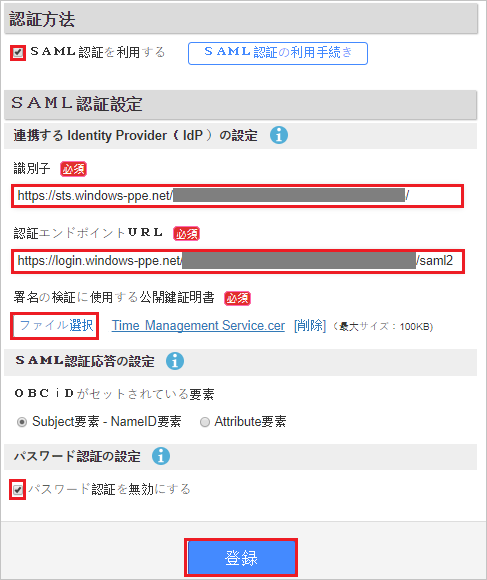 認証方法
ＳＡＭＬ認証を利用する
ＳＡＭＬ認証の利用手続き
ＳＡＭＬ認証設定
連携する Identity Provider（ IdP ）の設定
識別子 必須
https://sts.windows-ppe.net/ /
認証エンドポイントＵＲＬ 必須
https://login.windows-ppe.net/ /saml2
署名の検証に使用する公開鍵証明書 必須
ファイル選択 Time Management Service.cer [削除] （最大サイズ：100KB）
ＳＡＭＬ認証応答の設定
ＯＢＣｉＤがセットされている要素
Subject要素 - NameID要素 Attribute要素
パスワード認証の設定
パスワード認証を無効にする
登録